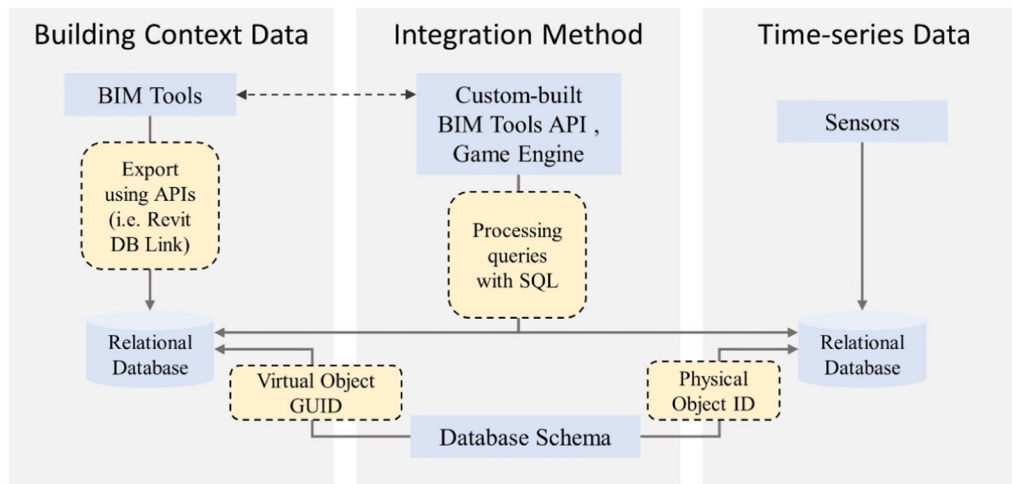 Building Context Data
Integration Method
Time-series Data
BIM Tools
Custom-built
BIM Tools API ,
Game Engine
Sensors
Export
using APIs
(i.e. Revit
DB Link)
Processing
queries
with SQL
Relational
Database
Relational
Database
Virtual Object
GUID
Physical
Object ID
Database Schema